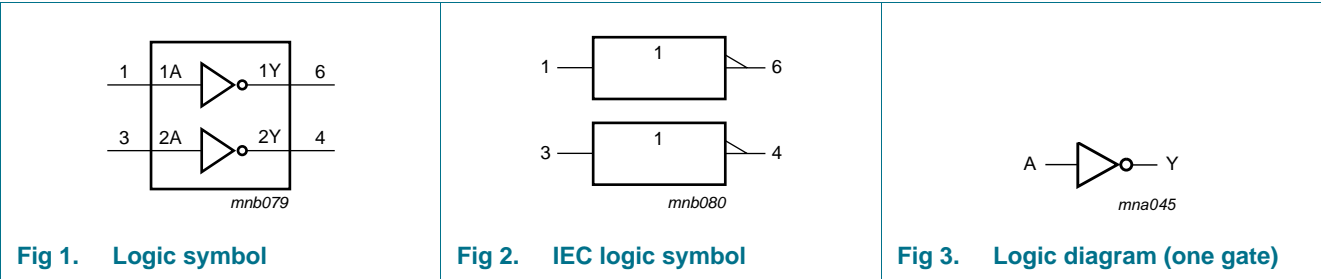 1 1A 1Y 6
3 2A 2Y 4
mnb079
Fig 1. Logic symbol
1 1 6
3 1 4
mnb080
Fig 2. IEC logic symbol
A Y
mna045
Fig 3. Logic diagram (one gate)